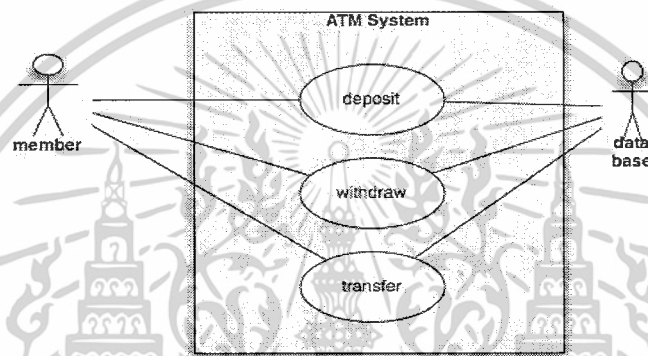 ATM System
deposit
member
data
base
withdraw
transfer